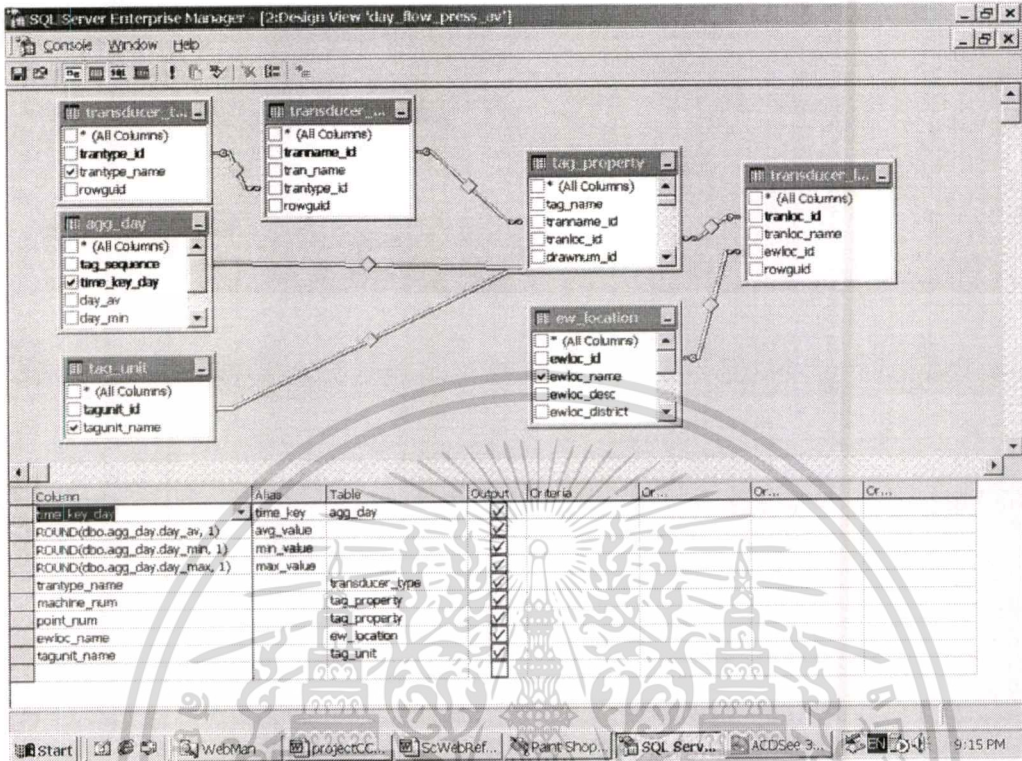 SQL Server Enterprise Manager - [2:Design View 'day_flow_press_av']
Console Window Help
transducer_t...
* (All Columns)
trantype_id
trantype_name
rowguid
transducer_...
* (All Columns)
tranname_id
tran_name
trantype_id
rowguid
tag_property
* (All Columns)
tag_name
tranname_id
tranloc_id
drawnum_id
transducer_l...
* (All Columns)
tranloc_id
tranloc_name
ewloc_id
rowguid
agg_day
* (All Columns)
tag_sequence
time_key_day
day_av
day_min
tag_unit
* (All Columns)
tagunit_id
tagunit_name
ew_location
* (All Columns)
ewloc_id
ewloc_name
ewloc_desc
ewloc_district
Column Alias Table Output Criteria Or... Or... Or...
time_key_day time_key agg_day
ROUND(dbo.agg_day.day_av, 1) avg_value
ROUND(dbo.agg_day.day_min, 1) min_value
ROUND(dbo.agg_day.day_max, 1) max_value
trantype_name transducer_type
machine_num tag_property
point_num tag_property
ewloc_name ew_location
tagunit_name tag_unit
Start WebMan projectCC... ScWebRef... Paint Shop... SQL Serv... ACDSee 3... EN 9:15 PM